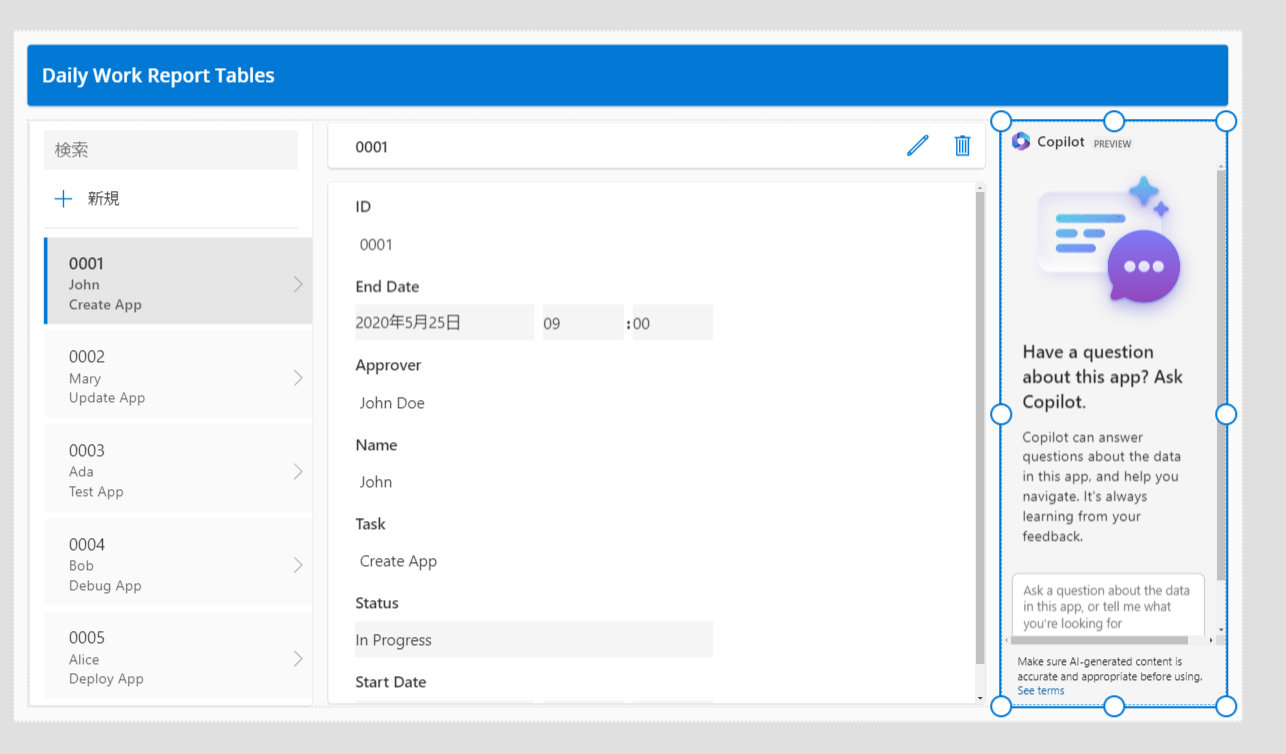 Daily Work Report Tables
検索
新規
0001
John
Create App
0002
Mary
Update App
0003
Ada
Test App
0004
Bob
Debug App
0005
Alice
Deploy App
0001
ID
0001
End Date
2020年5月25日 09 :00
Approver
John Doe
Name
John
Task
Create App
Status
In Progress
Start Date
Copilot PREVIEW
Have a question
about this app? Ask
Copilot.
Copilot can answer
questions about the data
in this app, and help you
navigate. It's always
learning from your
feedback.
Ask a question about the data
in this app, or tell me what
you're looking for
Make sure AI-generated content is
accurate and appropriate before using.
See terms